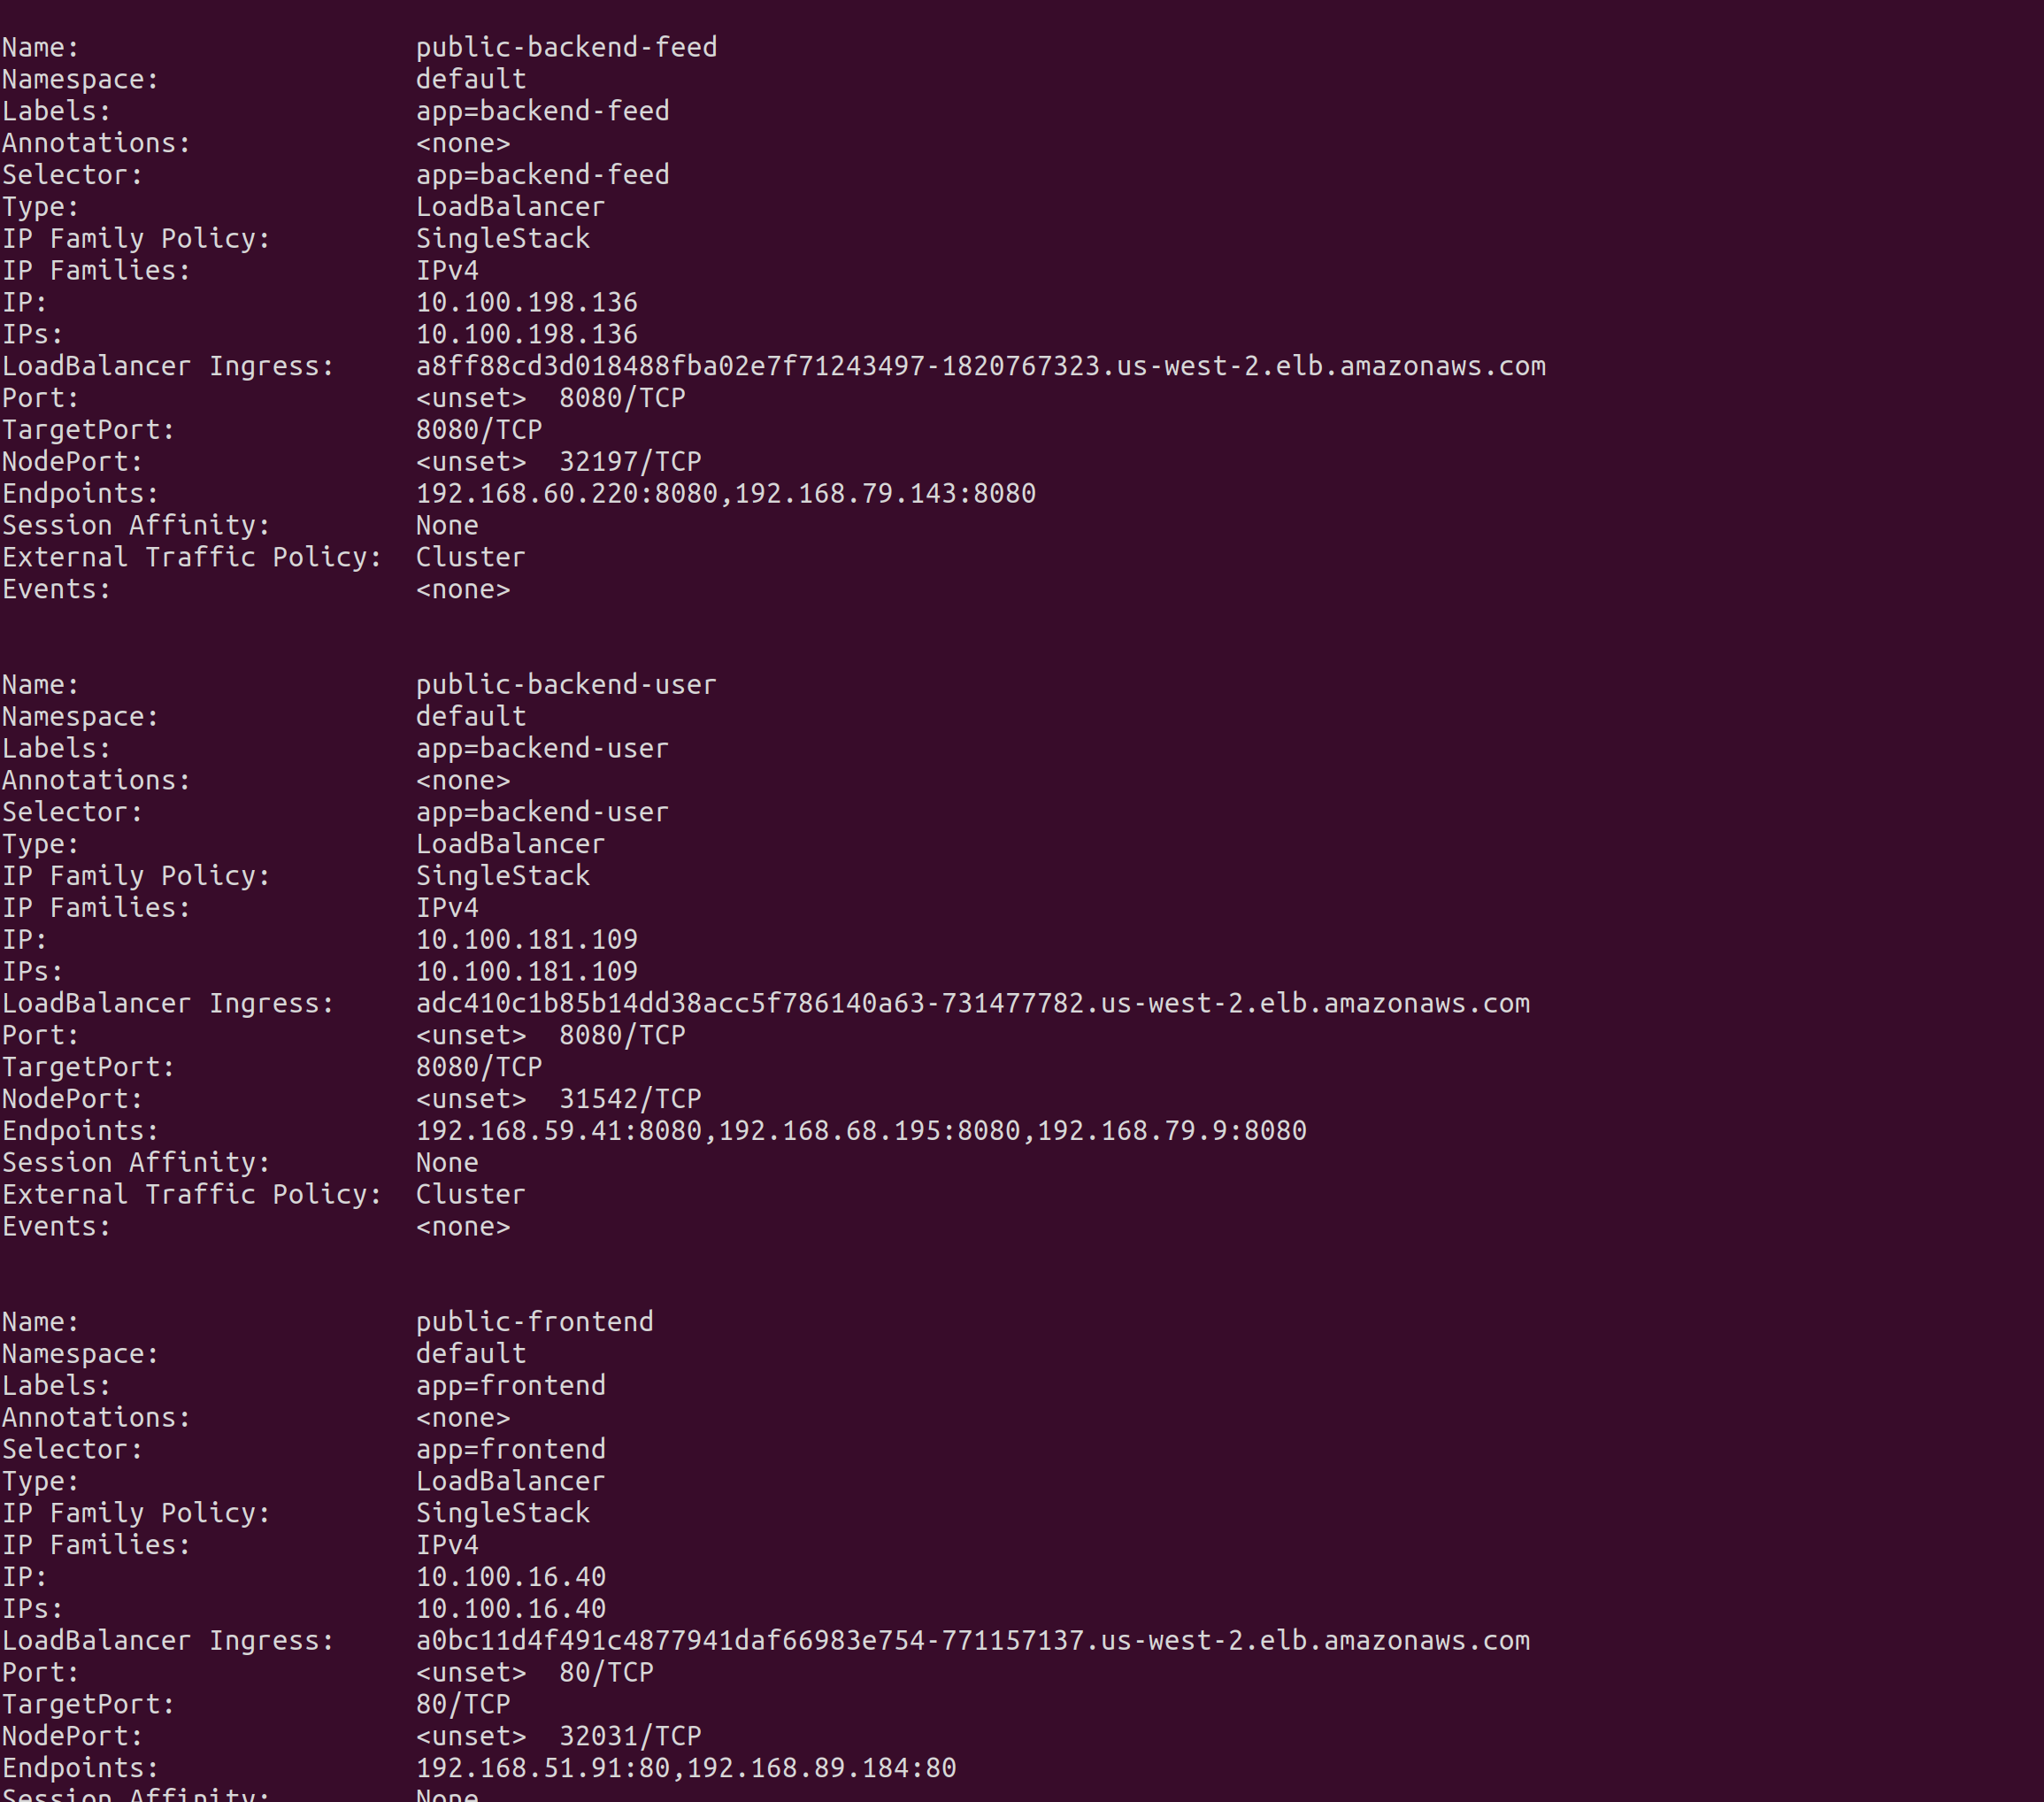 Name:                     public-backend-feed
Namespace:                default
Labels:                   app=backend-feed
Annotations:              <none>
Selector:                 app=backend-feed
Type:                     LoadBalancer
IP Family Policy:         SingleStack
IP Families:              IPv4
IP:                       10.100.198.136
IPs:                      10.100.198.136
LoadBalancer Ingress:     a8ff88cd3d018488fba02e7f71243497-1820767323.us-west-2.elb.amazonaws.com
Port:                     <unset>  8080/TCP
TargetPort:               8080/TCP
NodePort:                 <unset>  32197/TCP
Endpoints:                192.168.60.220:8080,192.168.79.143:8080
Session Affinity:         None
External Traffic Policy:  Cluster
Events:                   <none>

Name:                     public-backend-user
Namespace:                default
Labels:                   app=backend-user
Annotations:              <none>
Selector:                 app=backend-user
Type:                     LoadBalancer
IP Family Policy:         SingleStack
IP Families:              IPv4
IP:                       10.100.181.109
IPs:                      10.100.181.109
LoadBalancer Ingress:     adc410c1b85b14dd38acc5f786140a63-731477782.us-west-2.elb.amazonaws.com
Port:                     <unset>  8080/TCP
TargetPort:               8080/TCP
NodePort:                 <unset>  31542/TCP
Endpoints:                192.168.59.41:8080,192.168.68.195:8080,192.168.79.9:8080
Session Affinity:         None
External Traffic Policy:  Cluster
Events:                   <none>

Name:                     public-frontend
Namespace:                default
Labels:                   app=frontend
Annotations:              <none>
Selector:                 app=frontend
Type:                     LoadBalancer
IP Family Policy:         SingleStack
IP Families:              IPv4
IP:                       10.100.16.40
IPs:                      10.100.16.40
LoadBalancer Ingress:     a0bc11d4f491c4877941daf66983e754-771157137.us-west-2.elb.amazonaws.com
Port:                     <unset>  80/TCP
TargetPort:               80/TCP
NodePort:                 <unset>  32031/TCP
Endpoints:                192.168.51.91:80,192.168.89.184:80
Session Affinity:         None